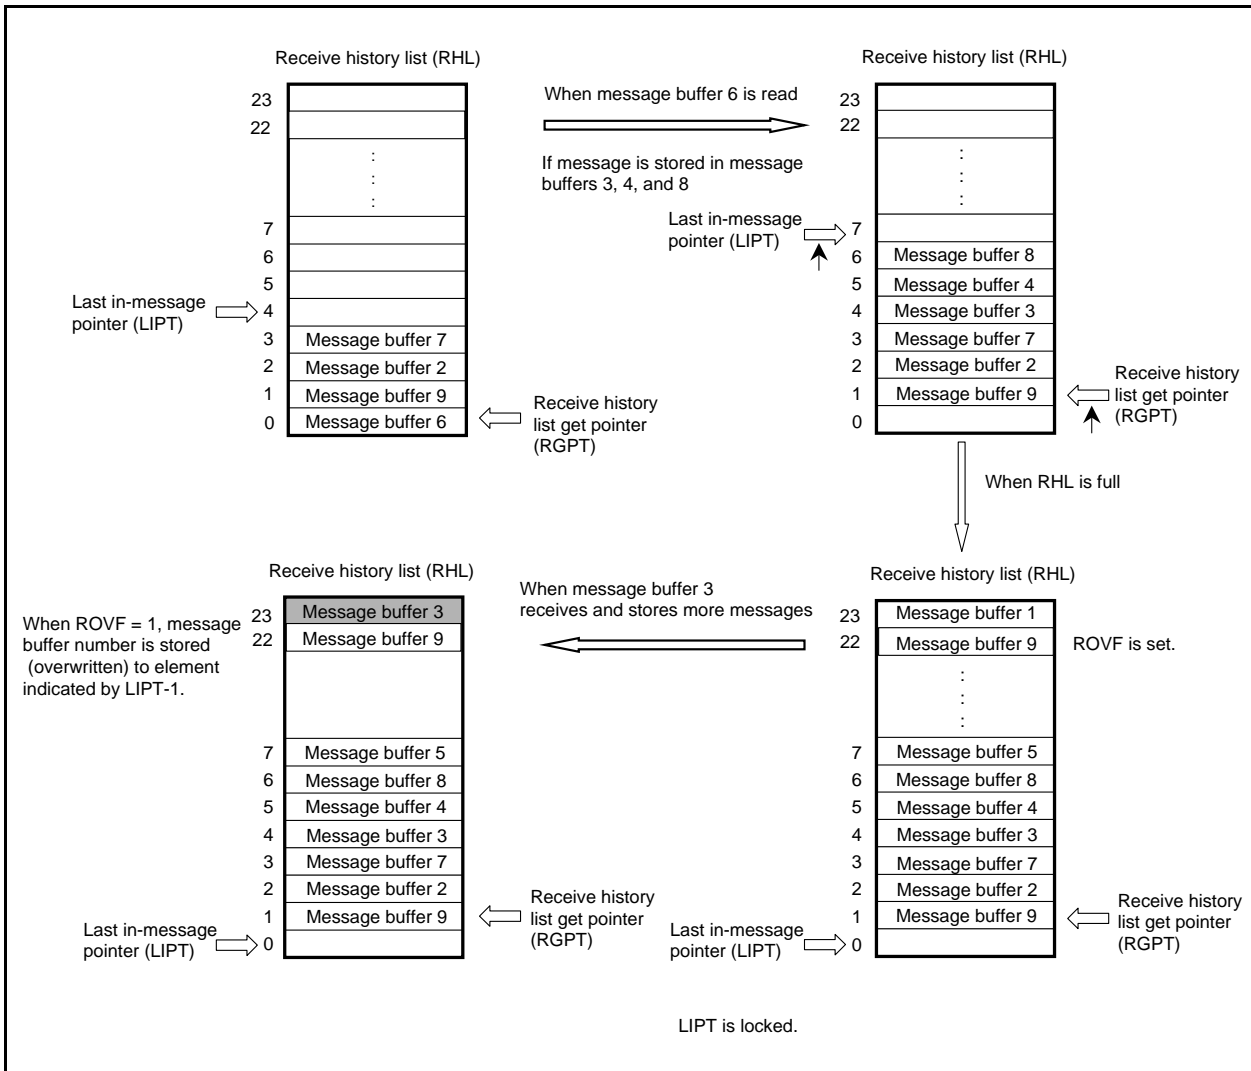 Receive history list (RHL)
23
22
:
:
:
7
6
5
Last in-message
pointer (LIPT)
4
3 Message buffer 7
2 Message buffer 2
1 Message buffer 9
0 Message buffer 6
Receive history
list get pointer
(RGPT)
When message buffer 6 is read
If message is stored in message
buffers 3, 4, and 8
Receive history list (RHL)
23
22
:
:
:
Last in-message
pointer (LIPT)
7
6 Message buffer 8
5 Message buffer 4
4 Message buffer 3
3 Message buffer 7
2 Message buffer 2
1 Message buffer 9
0
Receive history
list get pointer
(RGPT)
When RHL is full
Receive history list (RHL)
23 Message buffer 1
22 Message buffer 9
ROVF is set.
:
:
:
7 Message buffer 5
6 Message buffer 8
5 Message buffer 4
4 Message buffer 3
3 Message buffer 7
2 Message buffer 2
1 Message buffer 9
0
Receive history
list get pointer
(RGPT)
Last in-message
pointer (LIPT)
LIPT is locked.
When message buffer 3
receives and stores more messages
Receive history list (RHL)
23 Message buffer 3
22 Message buffer 9
When ROVF = 1, message
buffer number is stored
(overwritten) to element
indicated by LIPT-1.
7 Message buffer 5
6 Message buffer 8
5 Message buffer 4
4 Message buffer 3
3 Message buffer 7
2 Message buffer 2
1 Message buffer 9
0
Receive history
list get pointer
(RGPT)
Last in-message
pointer (LIPT)